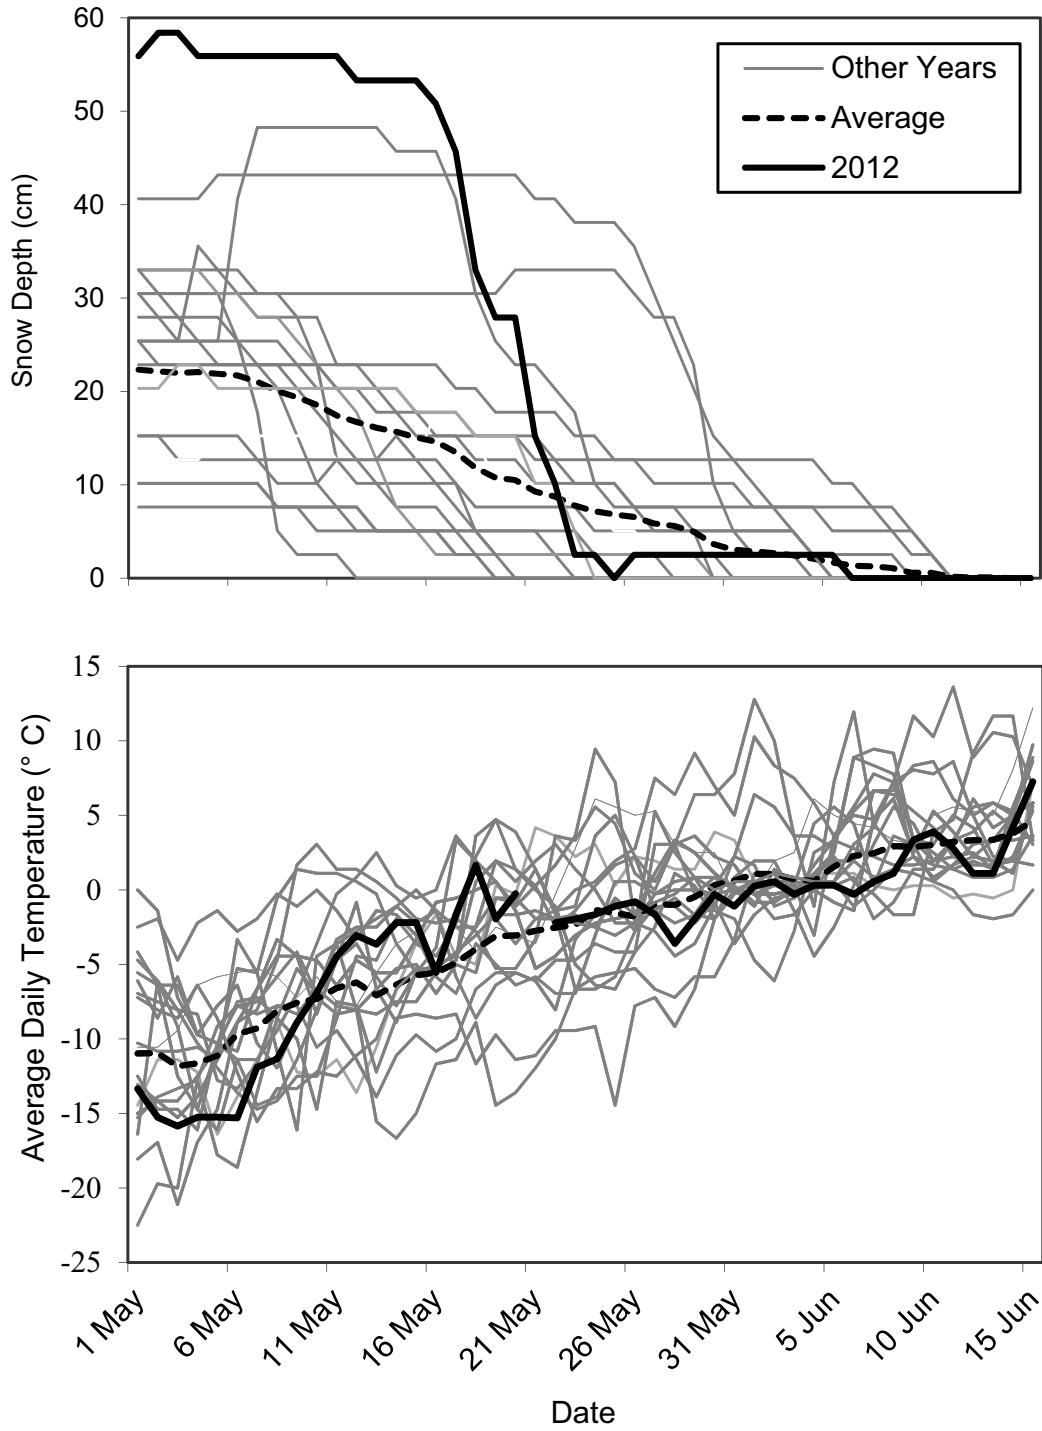 60
50
40
30
20
10
0
Snow Depth (cm)
Other Years
Average
2012
15
10
5
0
-5
-10
-15
-20
-25
Average Daily Temperature (° C)
1 May
6 May
11 May
16 May
21 May
26 May
31 May
5 Jun
10 Jun
15 Jun
Date